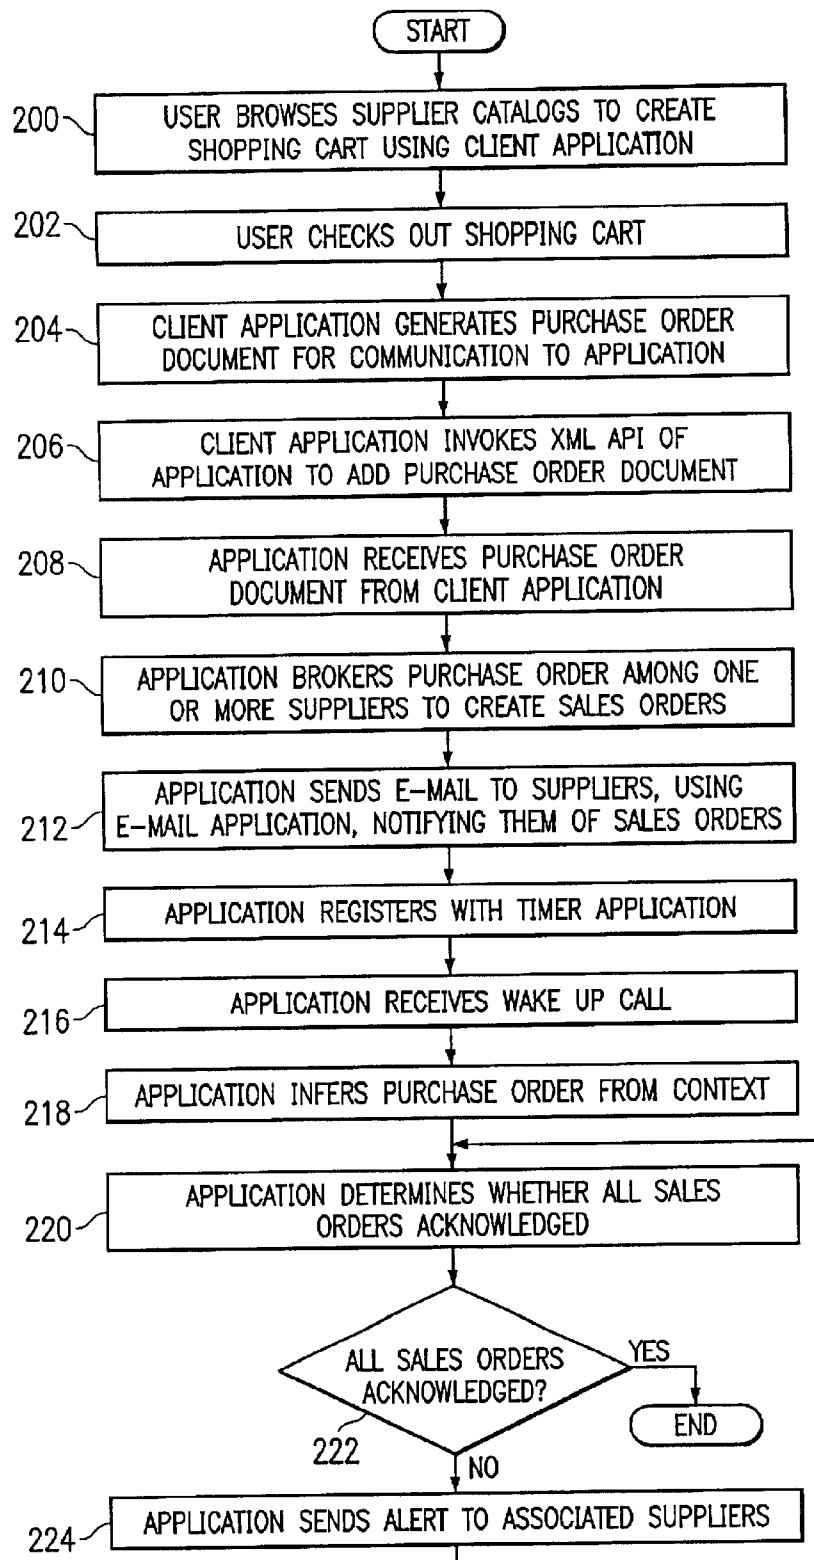 START
200
USER BROWSES SUPPLIER CATALOGS TO CREATE
SHOPPING CART USING CLIENT APPLICATION
202
USER CHECKS OUT SHOPPING CART
204
CLIENT APPLICATION GENERATES PURCHASE ORDER
DOCUMENT FOR COMMUNICATION TO APPLICATION
206
CLIENT APPLICATION INVOKES XML API OF
APPLICATION TO ADD PURCHASE ORDER DOCUMENT
208
APPLICATION RECEIVES PURCHASE ORDER
DOCUMENT FROM CLIENT APPLICATION
210
APPLICATION BROKERS PURCHASE ORDER AMONG ONE
OR MORE SUPPLIERS TO CREATE SALES ORDERS
212
APPLICATION SENDS E-MAIL TO SUPPLIERS, USING
E-MAIL APPLICATION, NOTIFYING THEM OF SALES ORDERS
214
APPLICATION REGISTERS WITH TIMER APPLICATION
216
APPLICATION RECEIVES WAKE UP CALL
218
APPLICATION INFERS PURCHASE ORDER FROM CONTEXT
220
APPLICATION DETERMINES WHETHER ALL SALES
ORDERS ACKNOWLEDGED
ALL SALES ORDERS
ACKNOWLEDGED?
YES
END
222
NO
224
APPLICATION SENDS ALERT TO ASSOCIATED SUPPLIERS